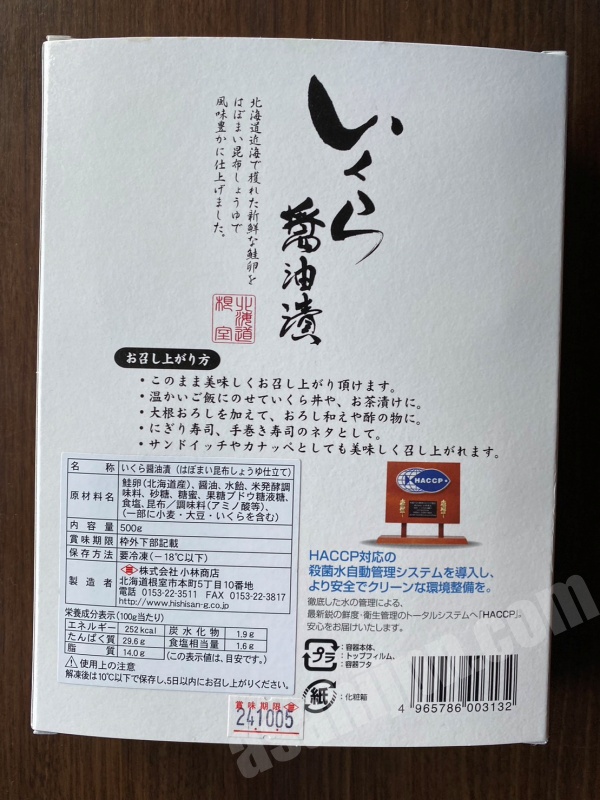 いくら
醤油漬
北海道近海で穫れた新鮮な鮭卵を
はぼまい昆布しょうゆで
風味豊かに仕上げました。
北海道
根室
お召し上がり方
・このまま美味しくお召し上がり頂けます。
・温かいご飯にのせていくら丼や、お茶漬けに。
・大根おろしを加えて、おろし和えや酢の物に。
・にぎり寿司、手巻き寿司のネタとして。
・サンドイッチやカナッペとしても美味しく召し上がれます。
名称 いくら醤油漬(はぼまい昆布しょうゆ仕立て)
原材料名 鮭卵(北海道産)、醤油、水飴、米発酵調
味料、砂糖、糖蜜、果糖ブドウ糖液糖、
食塩、昆布/調味料(アミノ酸等)、
(一部に小麦・大豆・いくらを含む)
内容量 500g
賞味期限 枠外下部記載
保存方法 要冷凍(−18℃以下)
製造者 株式会社 小林商店
北海道根室市本町5丁目10番地
電話 0153-22-3511 FAX 0153-22-3817
http://www.hishisan-g.co.jp
栄養成分表示(100g当たり)
エネルギー 252kcal 炭水化物 1.9g
たんぱく質 29.6g 食塩相当量 1.6g
脂質 14.0g (この表示値は、目安です。)
使用上の注意
解凍後は10℃以下で保存し、5日以内にお召し上がりください。
賞味期限
241005
HACCP
HACCP対応の
殺菌水自動管理システムを導入し、
より安全でクリーンな環境整備を。
徹底した水の管理による、
最新鋭の鮮度・衛生管理のトータルシステムへ「HACCP」。
安心をお届けいたします。
プラ
:容器本体、
:トップフィルム、
:容器フタ
紙
:化粧箱
4 965786 003132